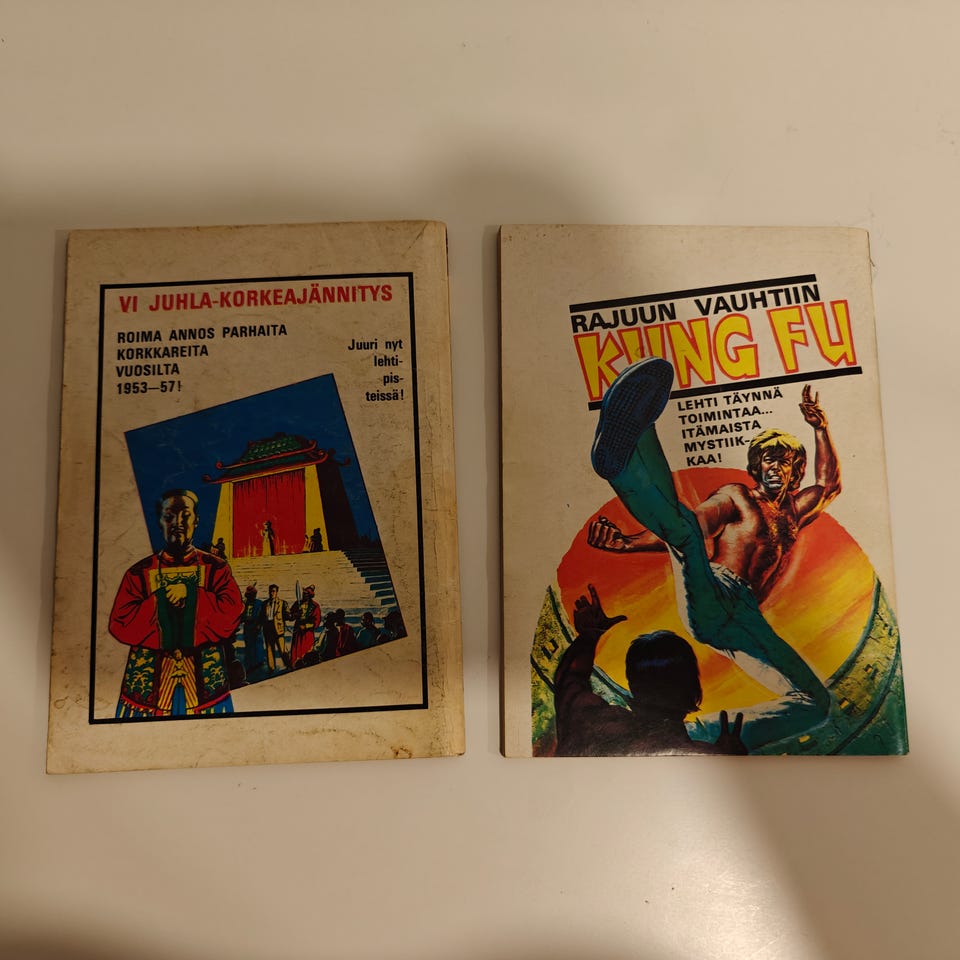 VI JUHLA-KORKEAJÄNNITYS
ROIMA ANNOS PARHAITA
KORKKAREITA
VUOSILTA
1953—57!
Juuri nyt
lehti-
pis-
teissä!
RAJUUN VAUHTIIN
KUNG FU
LEHTI TÄYNNÄ
TOIMINTAA...
ITÄMAISTA
MYSTIIK-
KAA!